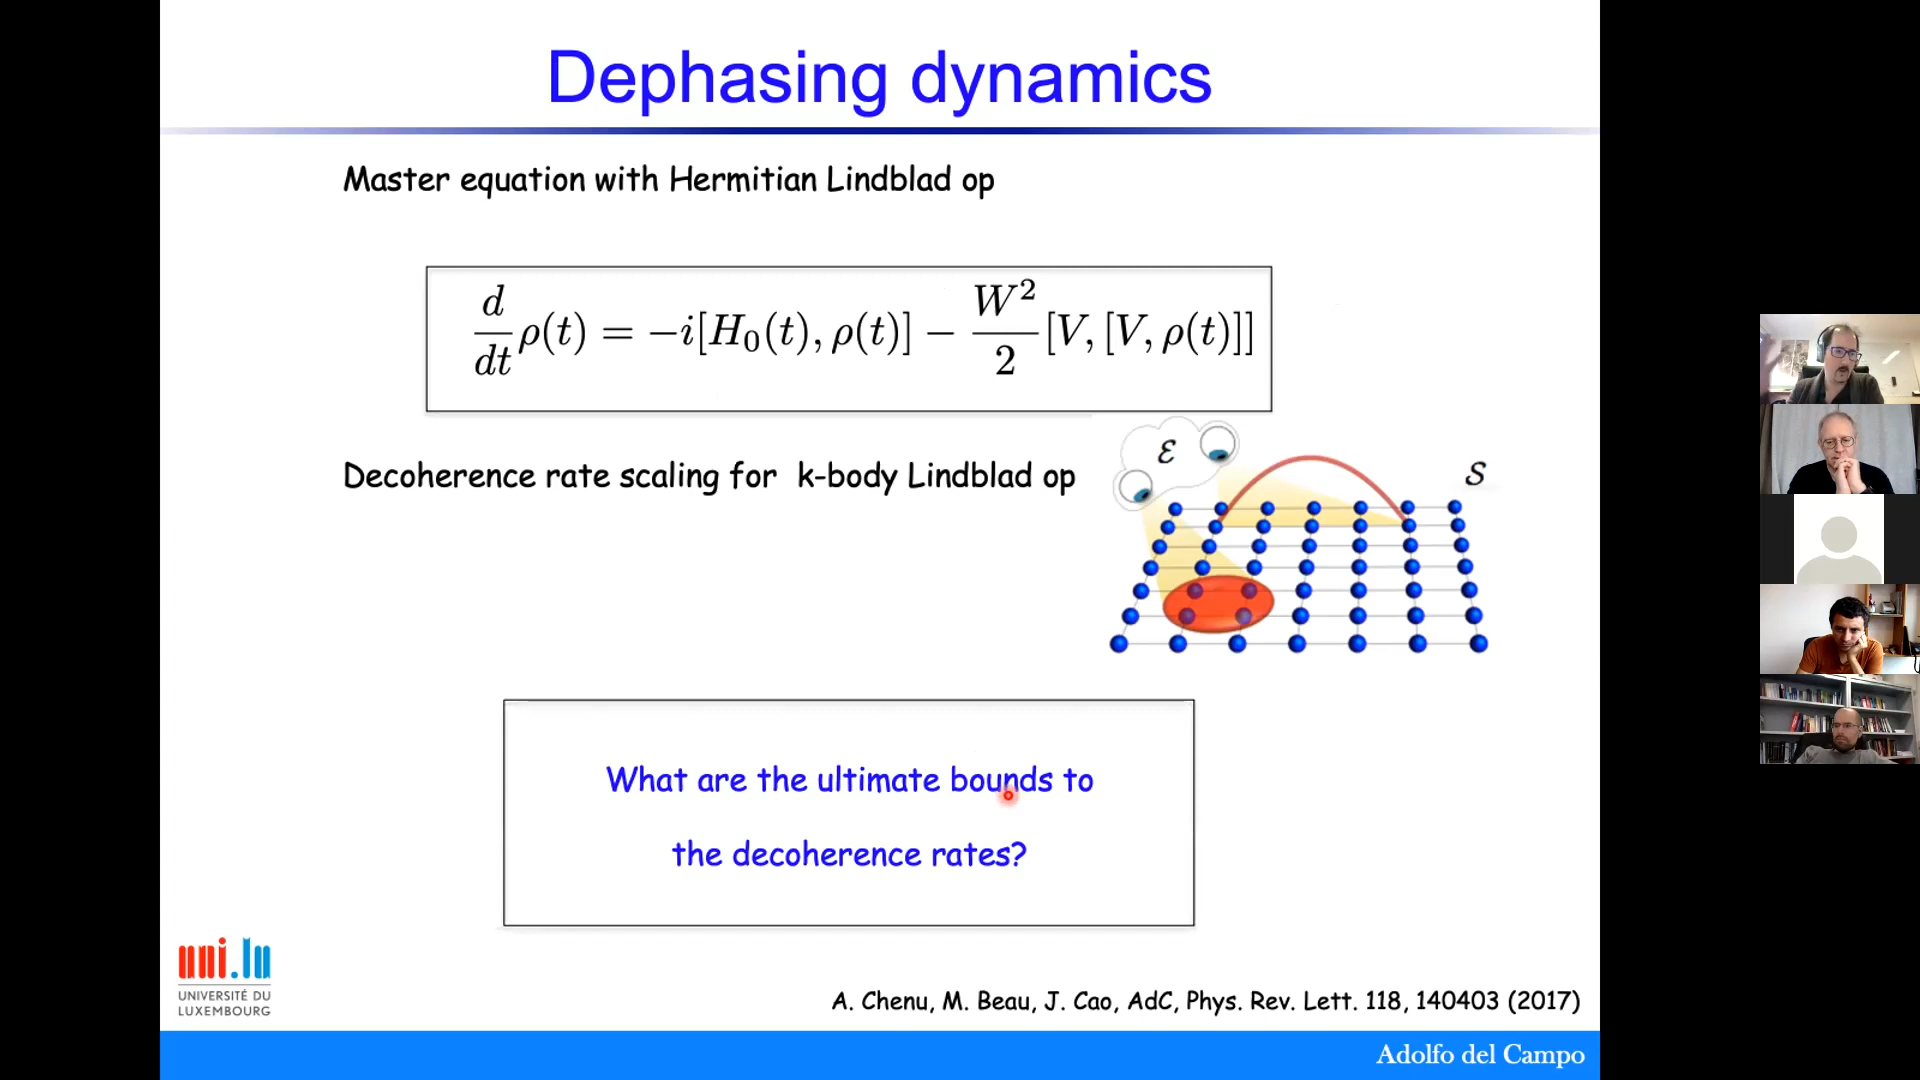 Dephasing dynamics
Master equation with Hermitian Lindblad op
d/dt ρ(t) = −i[H₀(t), ρ(t)] − W²/2 [V, [V, ρ(t)]]
Decoherence rate scaling for k-body Lindblad op
ℰ
𝒮
What are the ultimate bounds to
the decoherence rates?
uni.lu
UNIVERSITÉ DU
LUXEMBOURG
A. Chenu, M. Beau, J. Cao, AdC, Phys. Rev. Lett. 118, 140403 (2017)
Adolfo del Campo